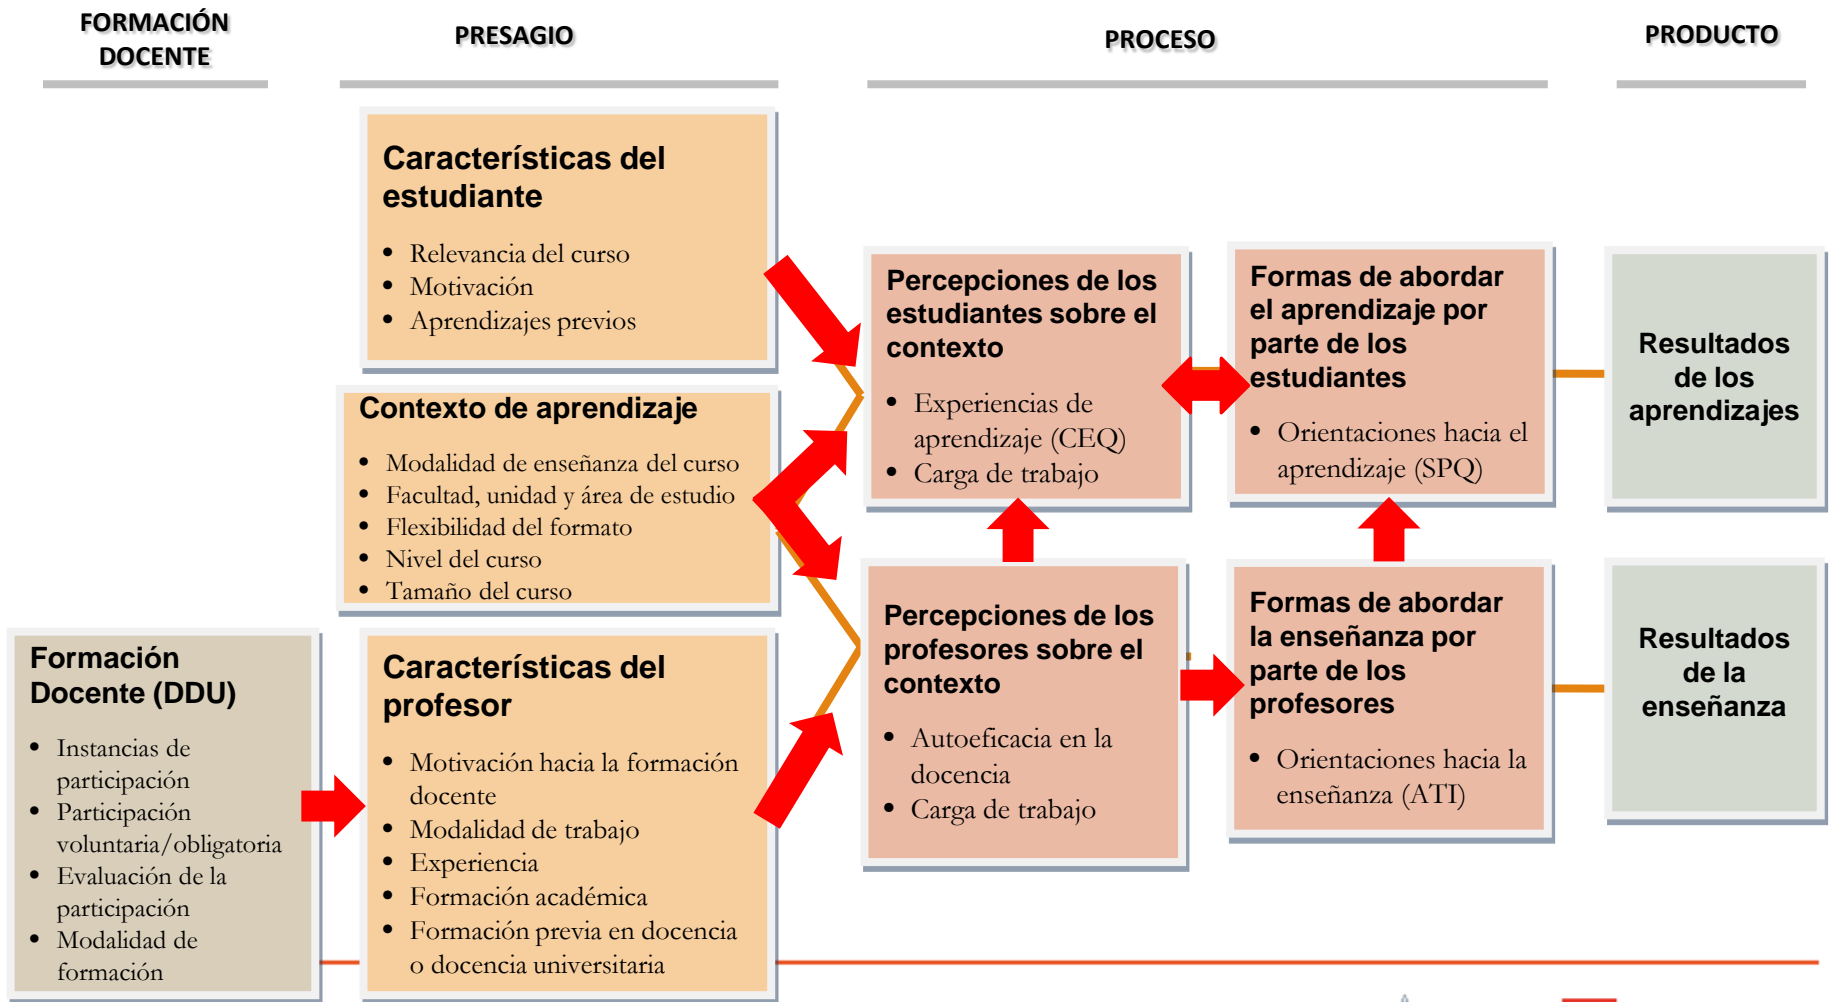 FORMACIÓN
DOCENTE
PRESAGIO
PROCESO
PRODUCTO
Características del
estudiante
• Relevancia del curso
• Motivación
• Aprendizajes previos
Contexto de aprendizaje
• Modalidad de enseñanza del curso
• Facultad, unidad y área de estudio
• Flexibilidad del formato
• Nivel del curso
• Tamaño del curso
Formación
Docente (DDU)
• Instancias de
participación
• Participación
voluntaria/obligatoria
• Evaluación de la
participación
• Modalidad de
formación
Características del
profesor
• Motivación hacia la formación
docente
• Modalidad de trabajo
• Experiencia
• Formación académica
• Formación previa en docencia
o docencia universitaria
Percepciones de los
estudiantes sobre el
contexto
• Experiencias de
aprendizaje (CEQ)
• Carga de trabajo
Formas de abordar
el aprendizaje por
parte de los
estudiantes
• Orientaciones hacia el
aprendizaje (SPQ)
Resultados
de los
aprendizajes
Percepciones de los
profesores sobre el
contexto
• Autoeficacia en la
docencia
• Carga de trabajo
Formas de abordar
la enseñanza por
parte de los
profesores
• Orientaciones hacia la
enseñanza (ATI)
Resultados
de la
enseñanza